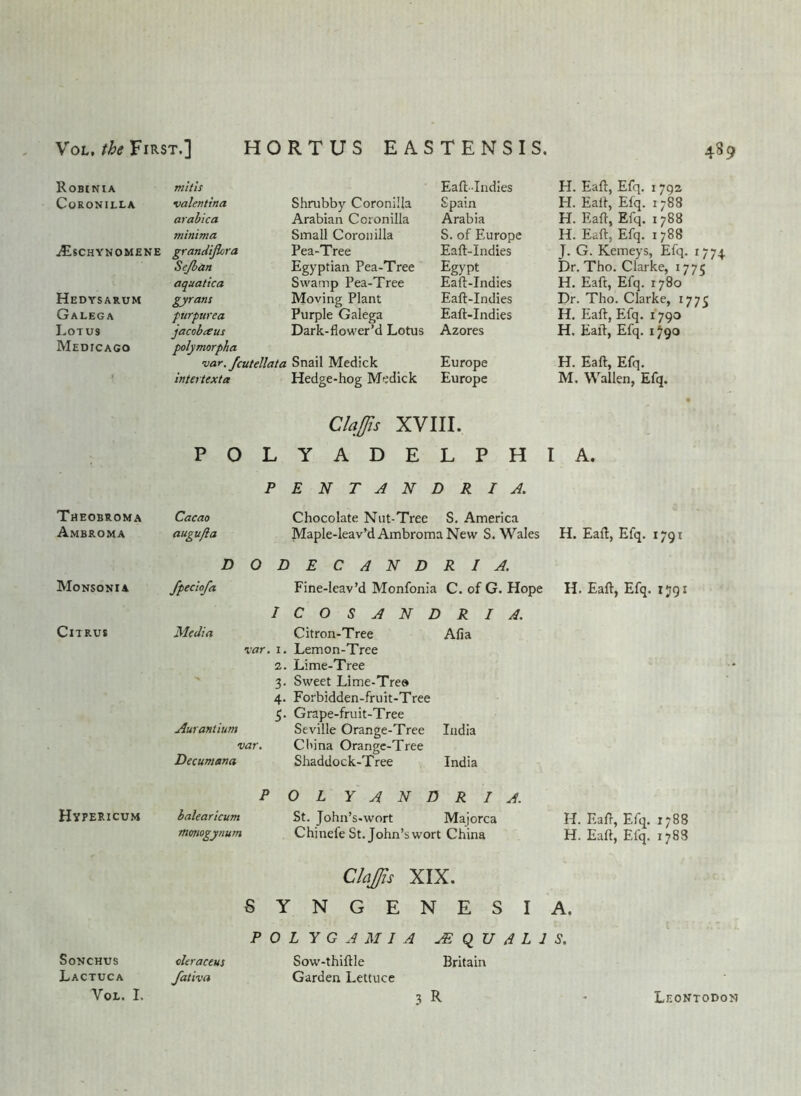 VOL. the FIRST.] HORTUS EASTENSIS. 489
ROBINIA mitis Eaſt-Indies H. Eaſt, Eſq. 1792
CORONILLA valentina Shrubby Coronilla Spain H. Eaſt, Eſq. 1788
arabica Arabian Coronilla Arabia H. Eaſt, Eſq. 1788
minima Small Coronilla S. of Europe H. Eaſt, Eſq. 1788
ÆSCHYNOMENE grandiflora Pea-Tree Eaſt-Indies J. G. Kemeys, Eſq. 1774
Seſban Egyptian Pea-Tree Egypt Dr. Tho. Clarke, 1775
aquatica Swamp Pea-Tree Eaſt-Indies H. Eaſt, Eſq. 1780
HEDYSARUM gyrans Moving Plant Eaſt-Indies Dr. Tho. Clarke, 1775
GALEGA purpurea Purple Galega Eaſt-Indies H. Eaſt, Eſq. 1790
LOTUS jacobæus Dark-flower'd Lotus Azores H. Eaſt, Eſq. 1790
MEDICAGO polymorpha
var. ſcutellata Snail Medick Europe H. Eaſt, Eſq.
intertexta Hedge-hog Medick Europe M. Wallen, Eſq.
Claſſis XVIII.
POLYADELPHIA.
PENTANDRIA.
THEOBROMA Cacao Chocolate Nut-Tree S. America
AMBROMA auguſta Maple-leav'd Ambroma New S. Wales H. Eaſt, Eſq. 1791
DODECANDRIA.
MONSONIA ſpecioſa Fine-leav'd Monſonia C. of G. Hope H. Eaſt, Eſq. 1791
ICOSANDRIA.
CITRUS Media Citron-Tree Aſia
var. 1. Lemon-Tree
2. Lime-Tree
3. Sweet Lime-Tree
4. Forbidden-fruit-Tree
5. Grape-fruit-Tree
Aurantium Seville Orange-Tree India
var. China Orange-Tree
Decumana Shaddock-Tree India
POLYANDRIA.
HYPERICUM balearicum St. John's-wort Majorca H. Eaſt, Eſq. 1788
monogynum Chineſe St. John's wort China H. Eaſt, Eſq. 1788
Claſſis XIX.
SYNGENESIA.
POLYGAMIA ÆQUALIS.
SONCHUS oleraceus Sow-thiſtle Britain
LACTUCA ſativa Garden Lettuce
VOL. I. 3 R LEONTODON